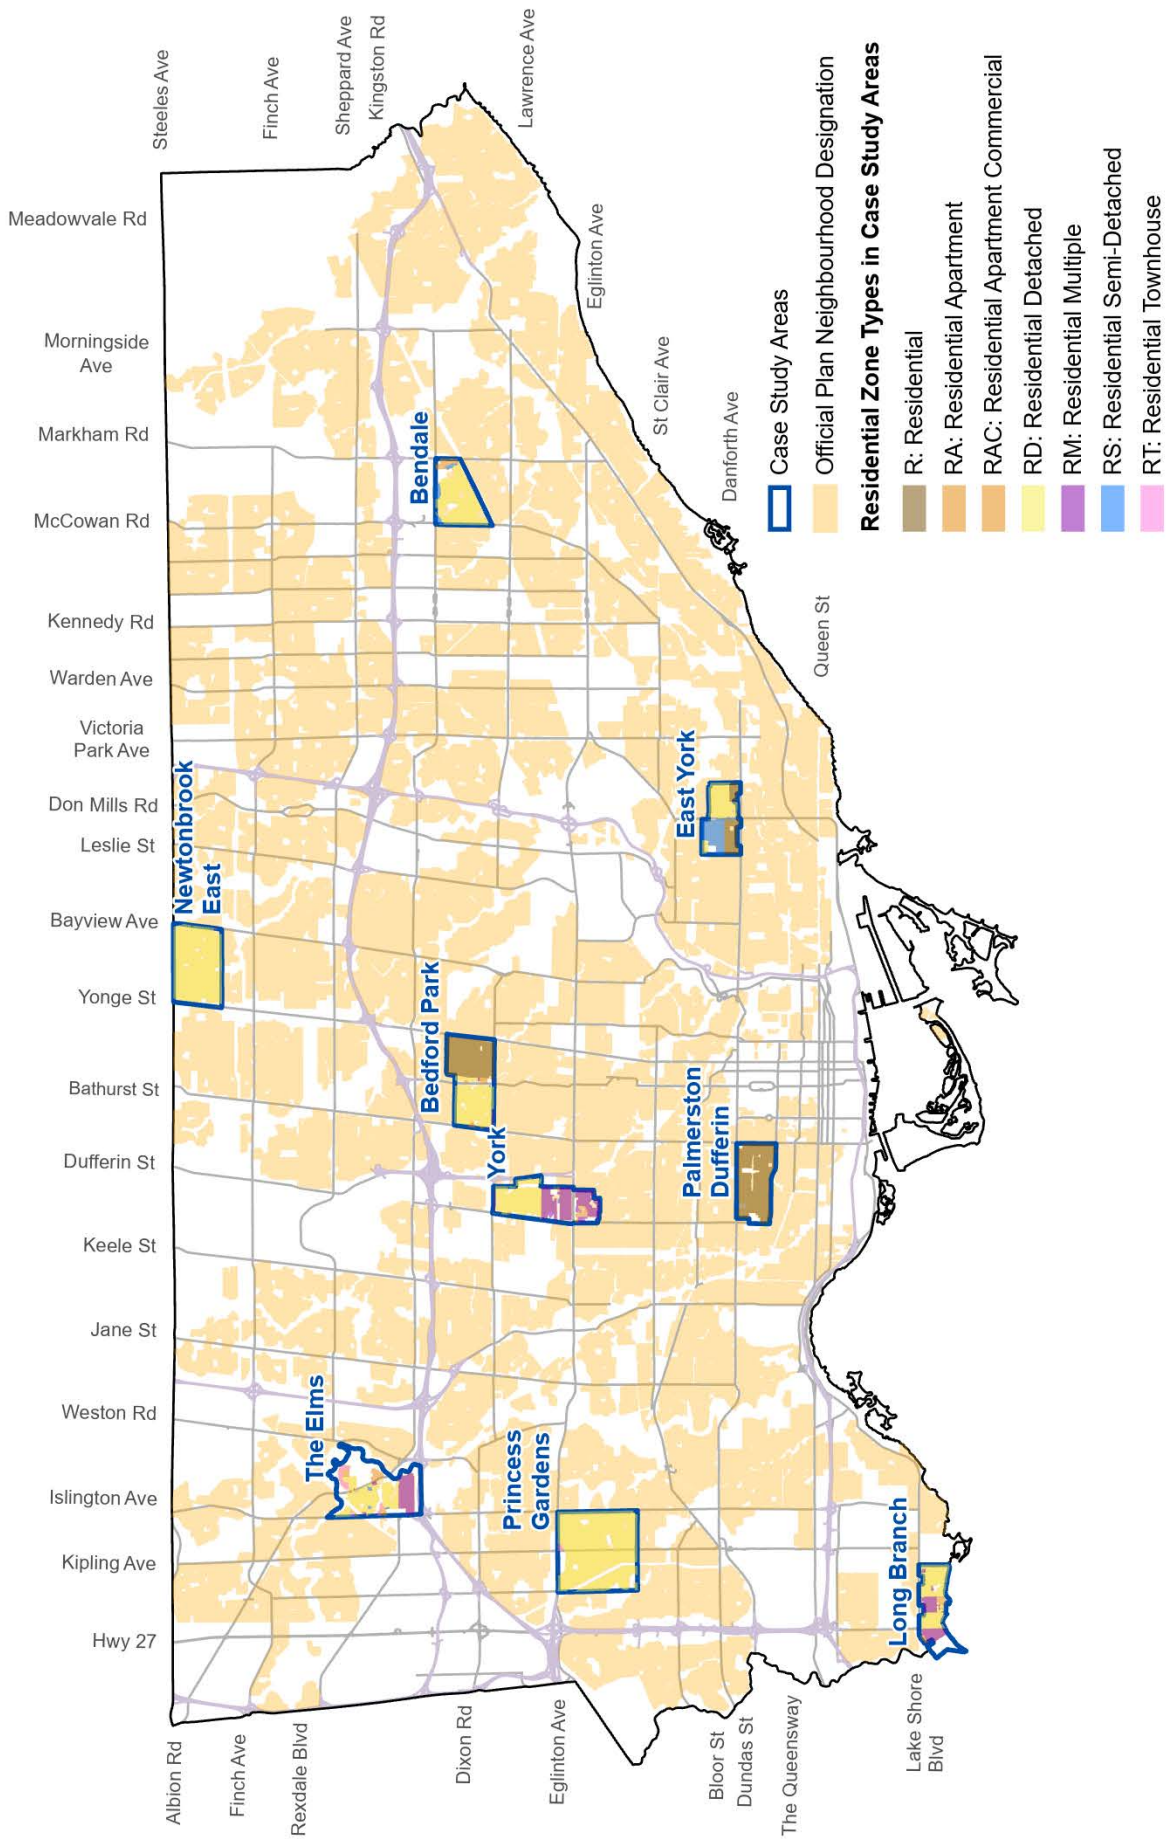 Albion Rd
Finch Ave
Rexdale Blvd
Dixon Rd
Eglinton Ave
Bloor St
Dundas St
The Queensway
Lake Shore
Blvd
Hwy 27
Kipling Ave
Islington Ave
Weston Rd
Jane St
Keele St
Dufferin St
Bathurst St
Yonge St
Bayview Ave
Leslie St
Don Mills Rd
Victoria
Park Ave
Warden Ave
Kennedy Rd
McCowan Rd
Markham Rd
Morningside
Ave
Meadowvale Rd
Steeles Ave
Finch Ave
Sheppard Ave
Kingston Rd
Lawrence Ave
Eglinton Ave
St Clair Ave
Danforth Ave
Queen St
The Elms
Princess
Gardens
Long Branch
York
Bedford Park
Palmerston
Dufferin
Newtonbrook
East
East York
Bendale
Case Study Areas
Official Plan Neighbourhood Designation
Residential Zone Types in Case Study Areas
R: Residential
RA: Residential Apartment
RAC: Residential Apartment Commercial
RD: Residential Detached
RM: Residential Multiple
RS: Residential Semi-Detached
RT: Residential Townhouse